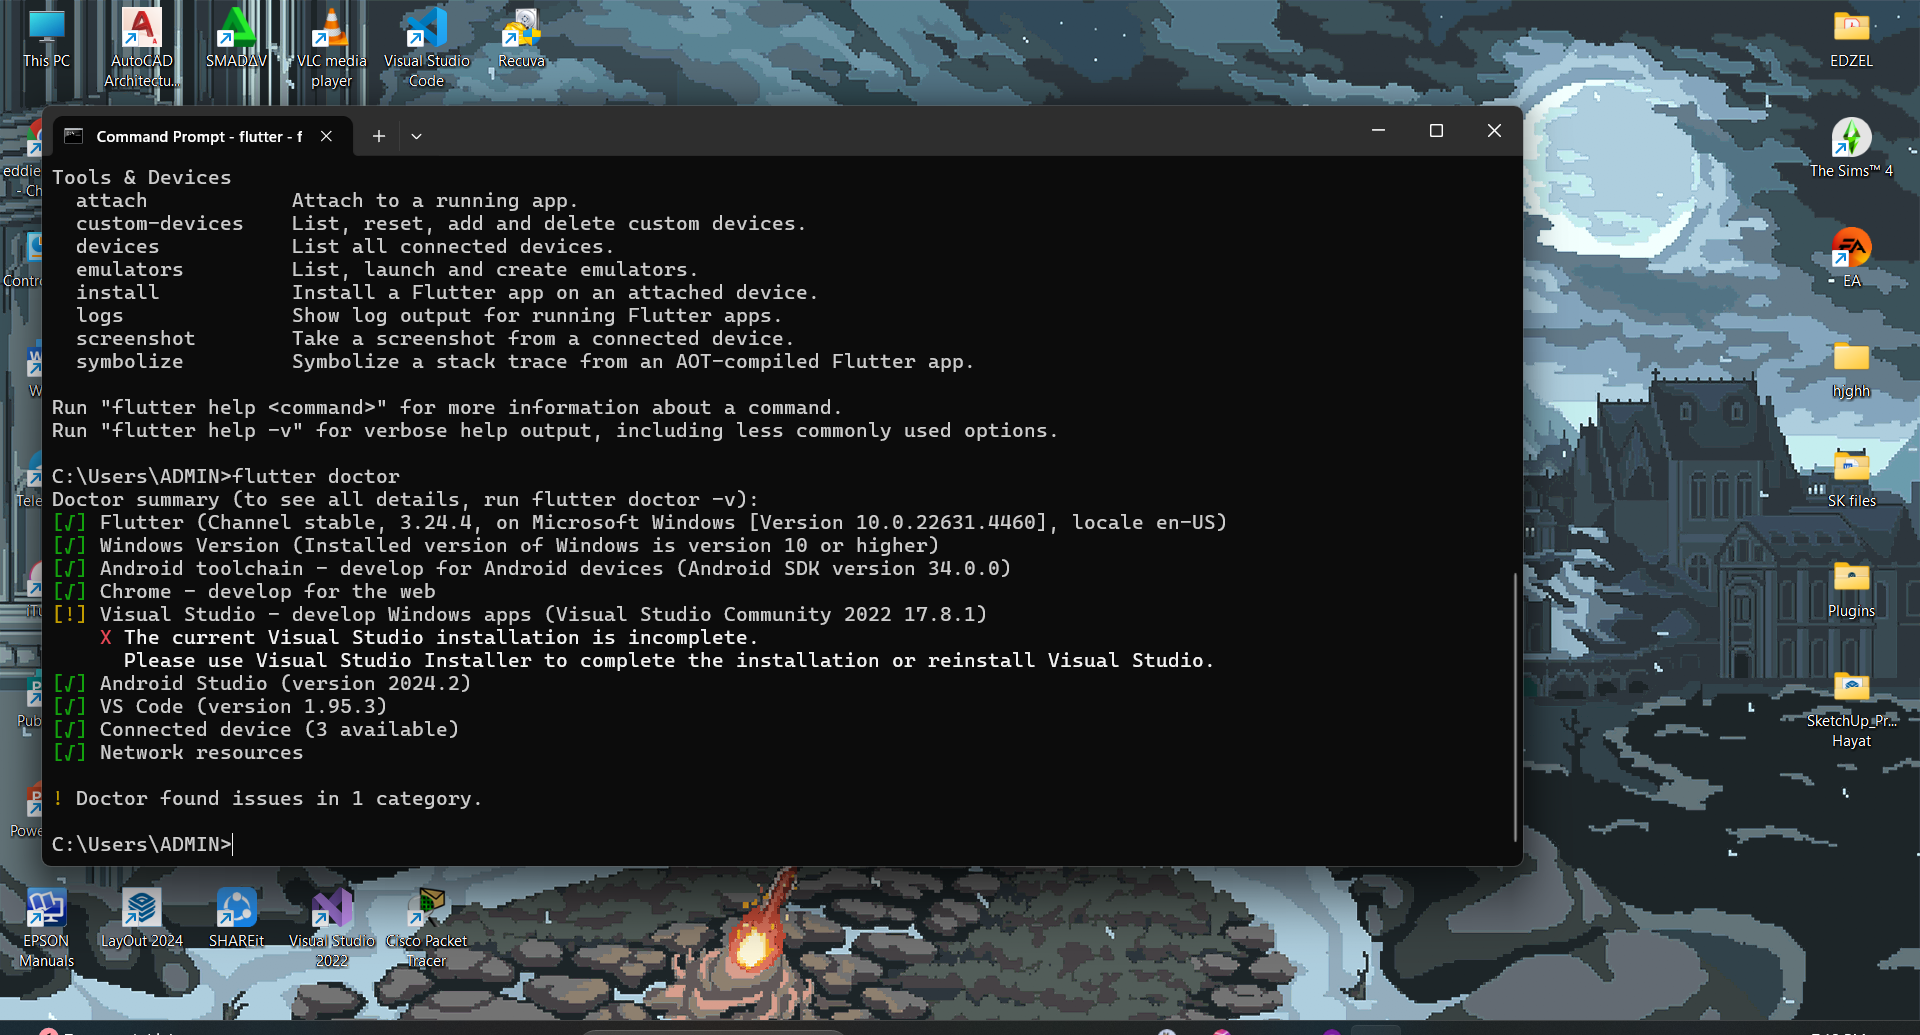 This PC
AutoCAD
Architectu...
SMADΔV
VLC media
player
Visual Studio
Code
Recuva
EDZEL
The Sims™ 4
EA
hjghh
SK files
Plugins
SketchUp_Pr...
Hayat
eddie
- Ch
Contro
W
Tele
iTu
Pub
Powe
Command Prompt - flutter - f
Tools & Devices
attach Attach to a running app.
custom-devices List, reset, add and delete custom devices.
devices List all connected devices.
emulators List, launch and create emulators.
install Install a Flutter app on an attached device.
logs Show log output for running Flutter apps.
screenshot Take a screenshot from a connected device.
symbolize Symbolize a stack trace from an AOT-compiled Flutter app.
Run "flutter help <command>" for more information about a command.
Run "flutter help -v" for verbose help output, including less commonly used options.
C:\Users\ADMIN>flutter doctor
Doctor summary (to see all details, run flutter doctor -v):
[√] Flutter (Channel stable, 3.24.4, on Microsoft Windows [Version 10.0.22631.4460], locale en-US)
[√] Windows Version (Installed version of Windows is version 10 or higher)
[√] Android toolchain - develop for Android devices (Android SDK version 34.0.0)
[√] Chrome - develop for the web
[!] Visual Studio - develop Windows apps (Visual Studio Community 2022 17.8.1)
X The current Visual Studio installation is incomplete.
Please use Visual Studio Installer to complete the installation or reinstall Visual Studio.
[√] Android Studio (version 2024.2)
[√] VS Code (version 1.95.3)
[√] Connected device (3 available)
[√] Network resources
! Doctor found issues in 1 category.
C:\Users\ADMIN>
EPSON
Manuals
LayOut 2024
SHAREit
Visual Studio
2022
Cisco Packet
Tracer